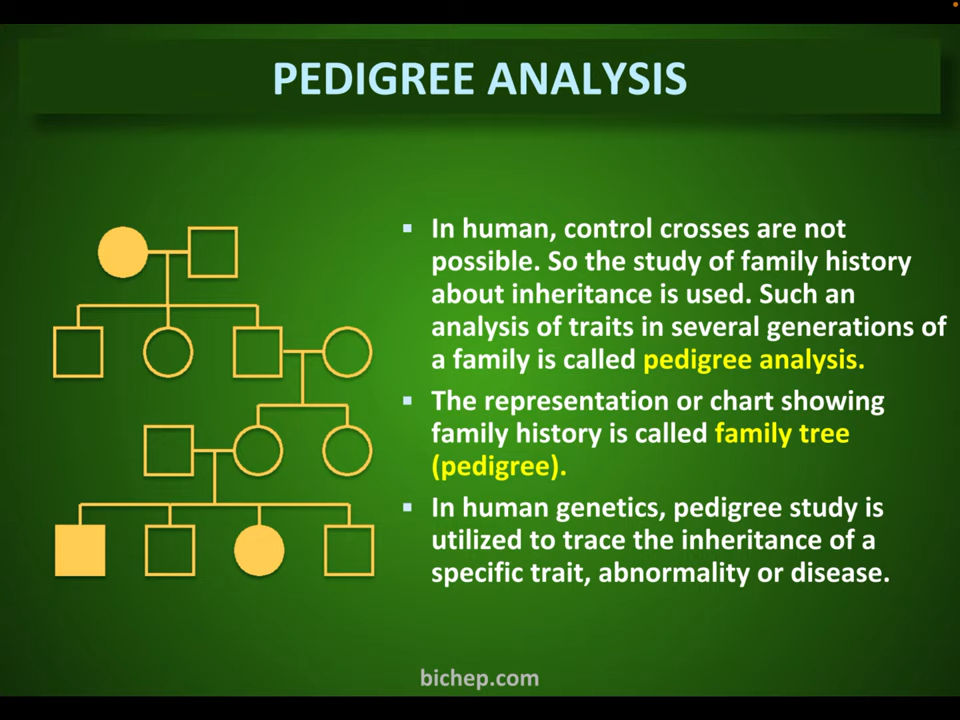 PEDIGREE ANALYSIS
▪ In human, control crosses are not
possible. So the study of family history
about inheritance is used. Such an
analysis of traits in several generations of
a family is called pedigree analysis.
▪ The representation or chart showing
family history is called family tree
(pedigree).
▪ In human genetics, pedigree study is
utilized to trace the inheritance of a
specific trait, abnormality or disease.
bichep.com